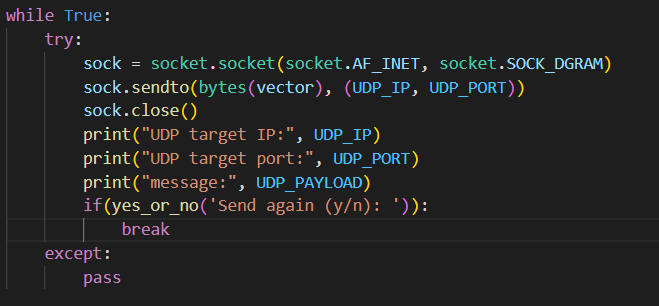 while True:
    try:
        sock = socket.socket(socket.AF_INET, socket.SOCK_DGRAM)
        sock.sendto(bytes(vector), (UDP_IP, UDP_PORT))
        sock.close()
        print("UDP target IP:", UDP_IP)
        print("UDP target port:", UDP_PORT)
        print("message:", UDP_PAYLOAD)
        if(yes_or_no('Send again (y/n): ')):
            break
    except:
        pass